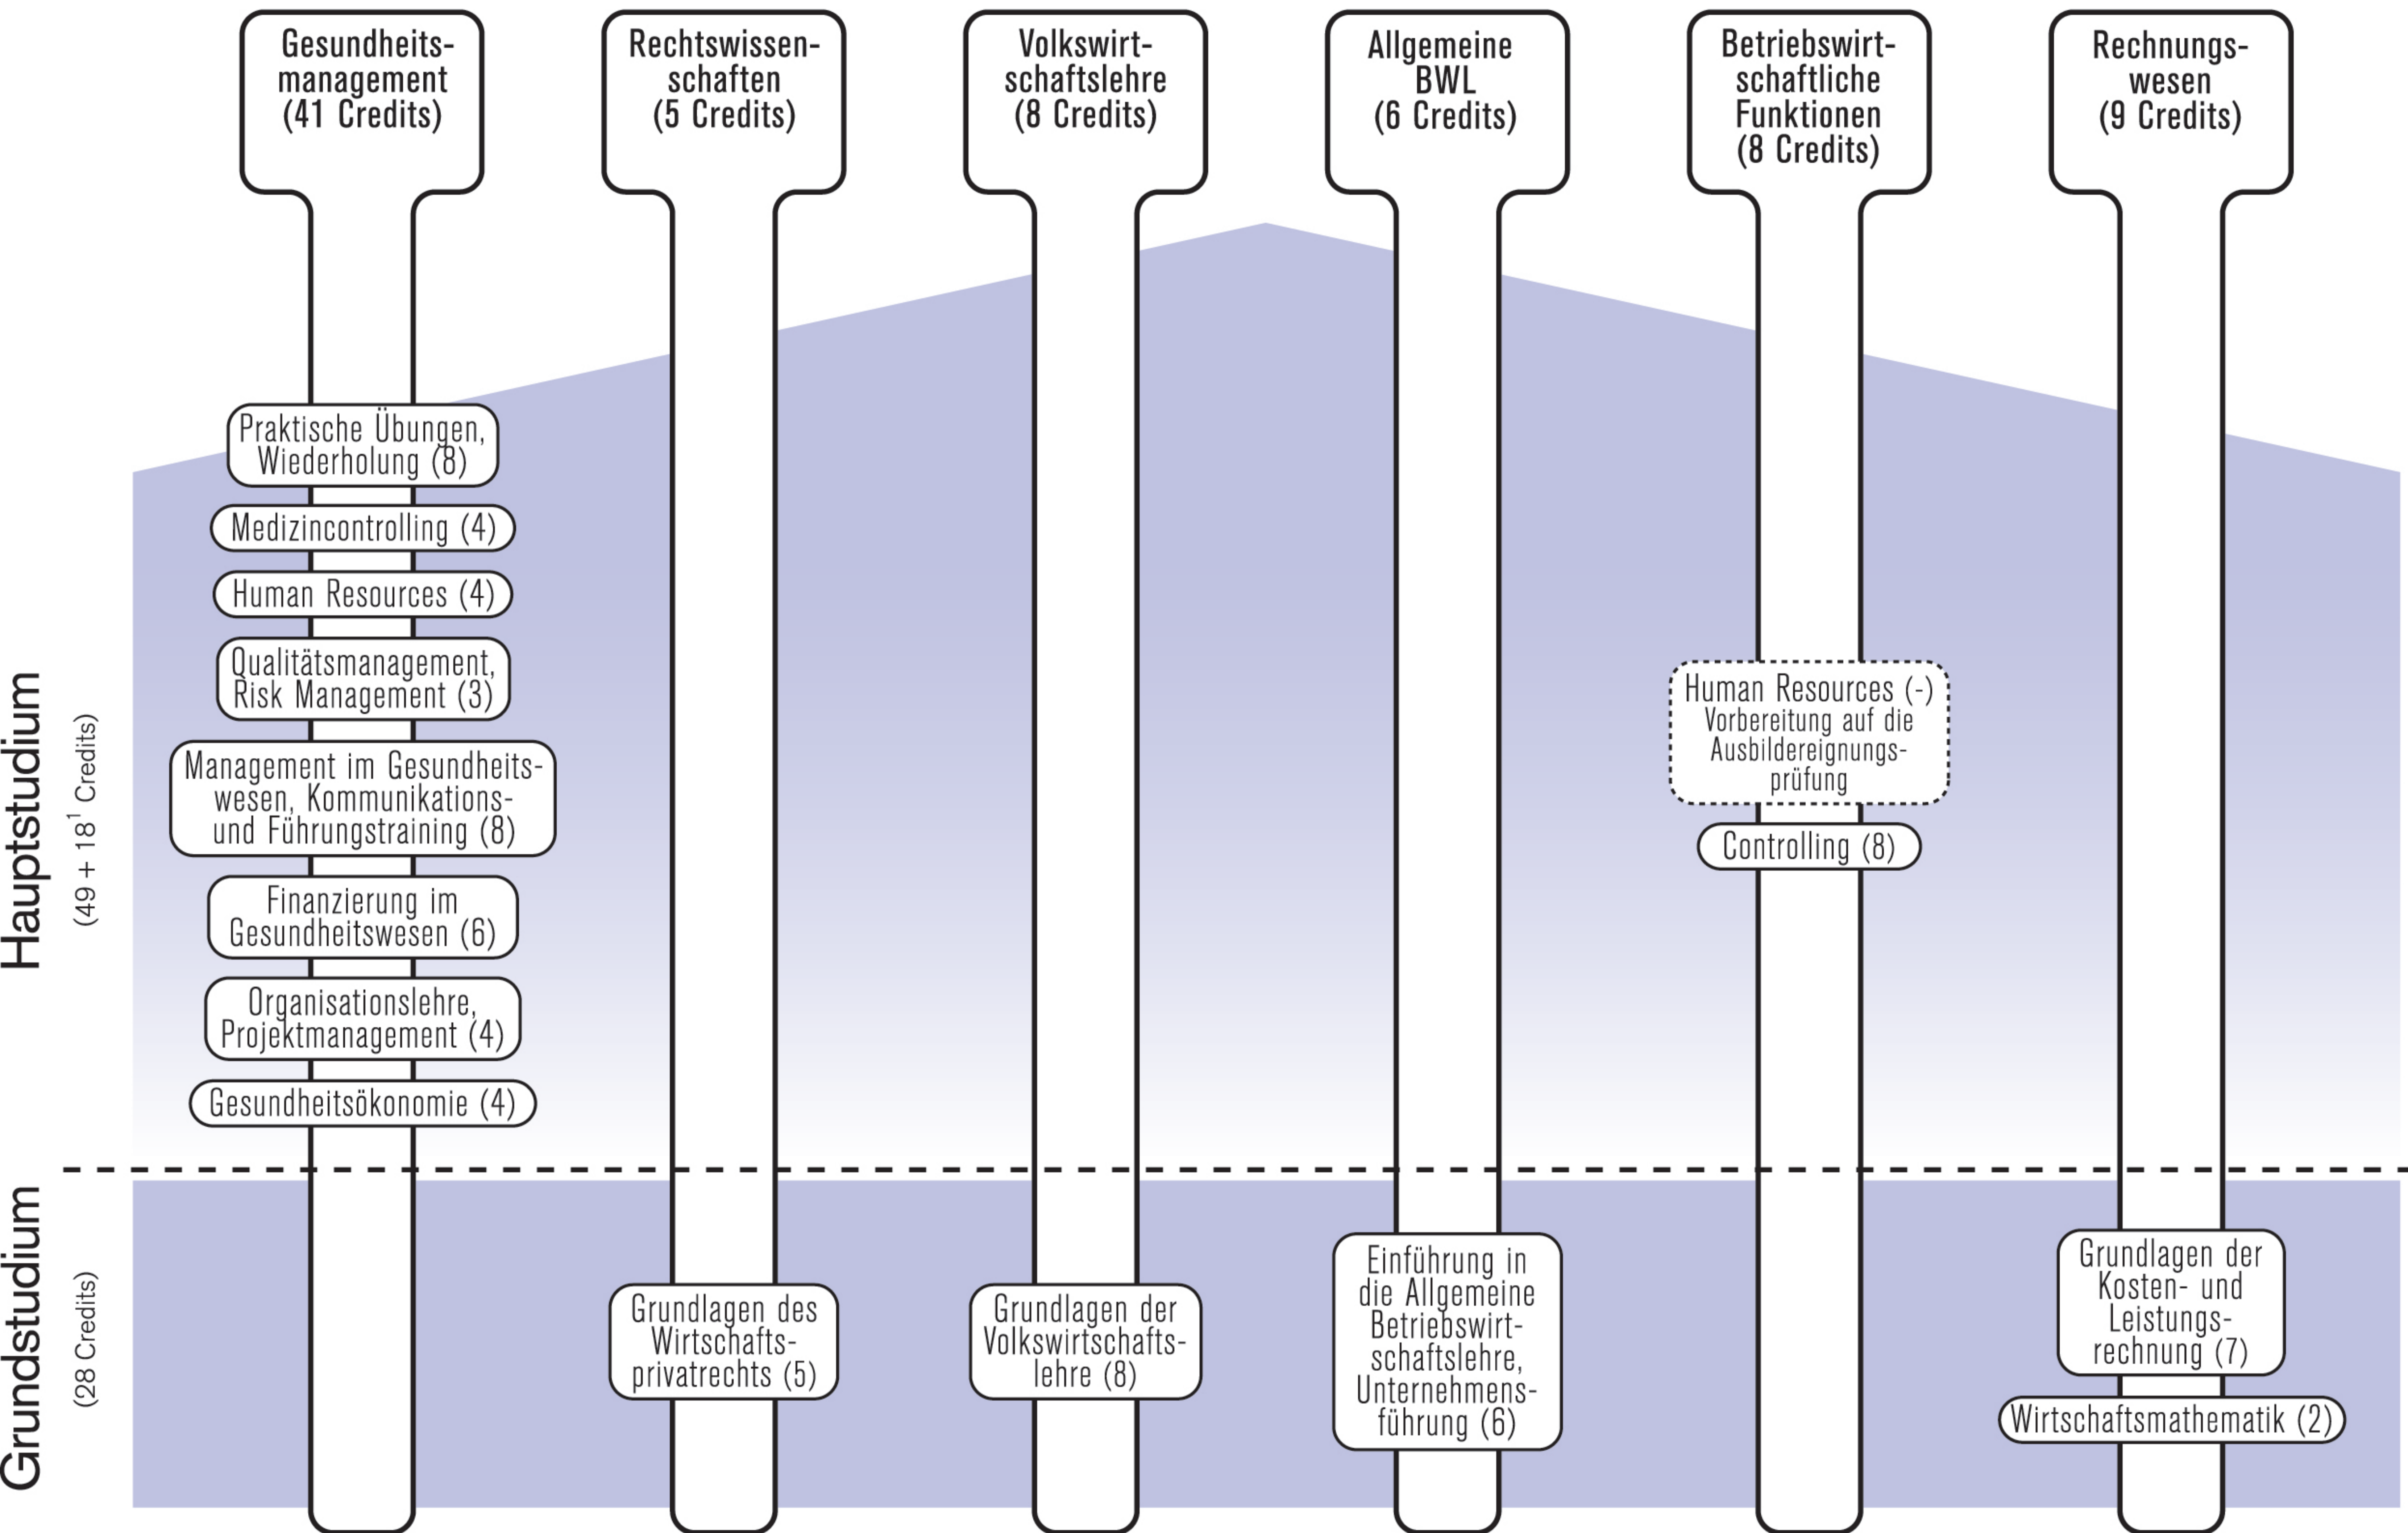 Gesundheits-
management
(41 Credits)
Rechtswissen-
schaften
(5 Credits)
Volkswirt-
schaftslehre
(8 Credits)
Allgemeine
BWL
(6 Credits)
Betriebswirt-
schaftliche
Funktionen
(8 Credits)
Rechnungs-
wesen
(9 Credits)
Hauptstudium
(49 + 18¹ Credits)
Praktische Übungen,
Wiederholung (8)
Medizincontrolling (4)
Human Resources (4)
Qualitätsmanagement,
Risk Management (3)
Management im Gesundheits-
wesen, Kommunikations-
und Führungstraining (8)
Finanzierung im
Gesundheitswesen (6)
Organisationslehre,
Projektmanagement (4)
Gesundheitsökonomie (4)
Human Resources (-)
Vorbereitung auf die
Ausbildereignungs-
prüfung
Controlling (8)
Grundstudium
(28 Credits)
Grundlagen des
Wirtschafts-
privatrechts (5)
Grundlagen der
Volkswirtschafts-
lehre (8)
Einführung in
die Allgemeine
Betriebswirt-
schaftslehre,
Unternehmens-
führung (6)
Grundlagen der
Kosten- und
Leistungs-
rechnung (7)
Wirtschaftsmathematik (2)